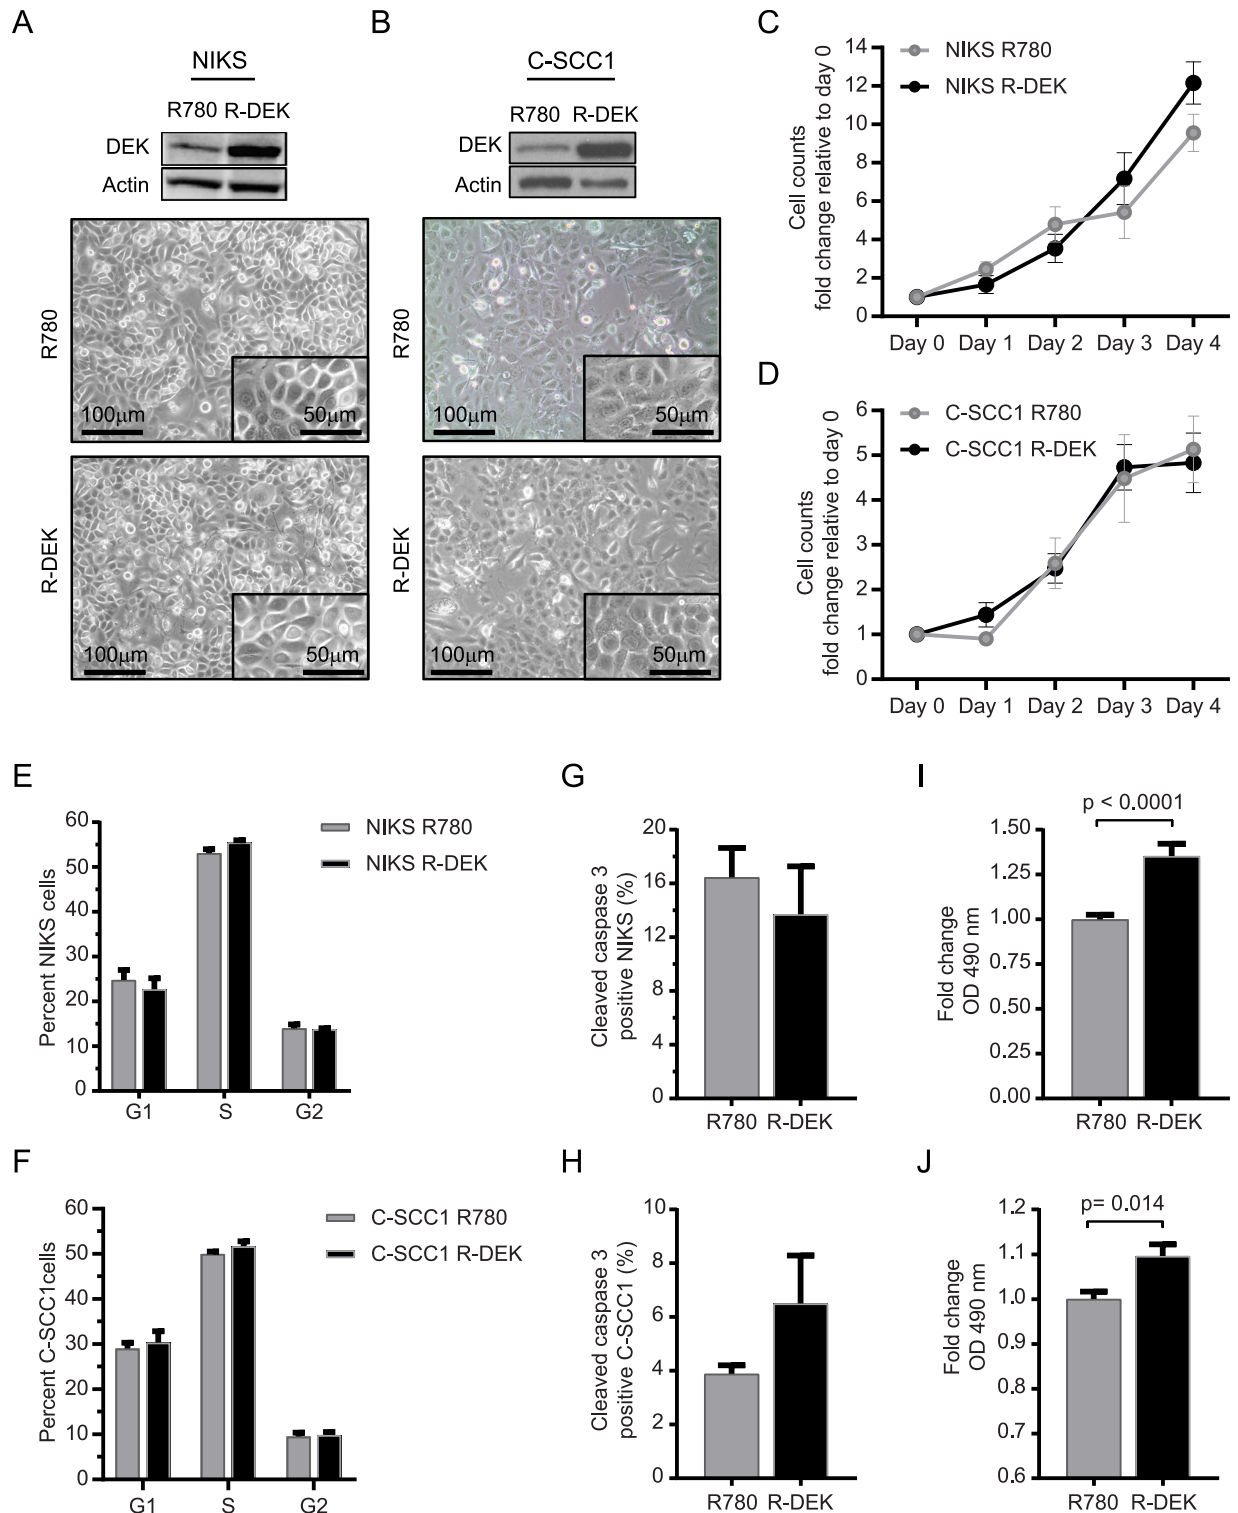 A
NIKS
R780 R-DEK
DEK
Actin
R780
100μm
50μm
R-DEK
100μm
50μm
B
C-SCC1
R780 R-DEK
DEK
Actin
R780
100μm
50μm
R-DEK
100μm
50μm
C
NIKS R780
NIKS R-DEK
Cell counts
fold change relative to day 0
14
12
10
8
6
4
2
0
Day 0 Day 1 Day 2 Day 3 Day 4
D
C-SCC1 R780
C-SCC1 R-DEK
Cell counts
fold change relative to day 0
6
5
4
3
2
1
0
Day 0 Day 1 Day 2 Day 3 Day 4
E
NIKS R780
NIKS R-DEK
Percent NIKS cells
60
50
40
30
20
10
0
G1 S G2
F
C-SCC1 R780
C-SCC1 R-DEK
Percent C-SCC1cells
60
50
40
30
20
10
0
G1 S G2
G
Cleaved caspase 3
positive NIKS (%)
20
16
12
8
4
0
R780 R-DEK
H
Cleaved caspase 3
positive C-SCC1 (%)
10
8
6
4
2
0
R780 R-DEK
I
p < 0.0001
Fold change
OD 490 nm
1.50
1.25
1.00
0.75
0.50
0.25
0.00
R780 R-DEK
J
p= 0.014
Fold change
OD 490 nm
1.2
1.1
1.0
0.9
0.8
0.7
0.6
R780 R-DEK